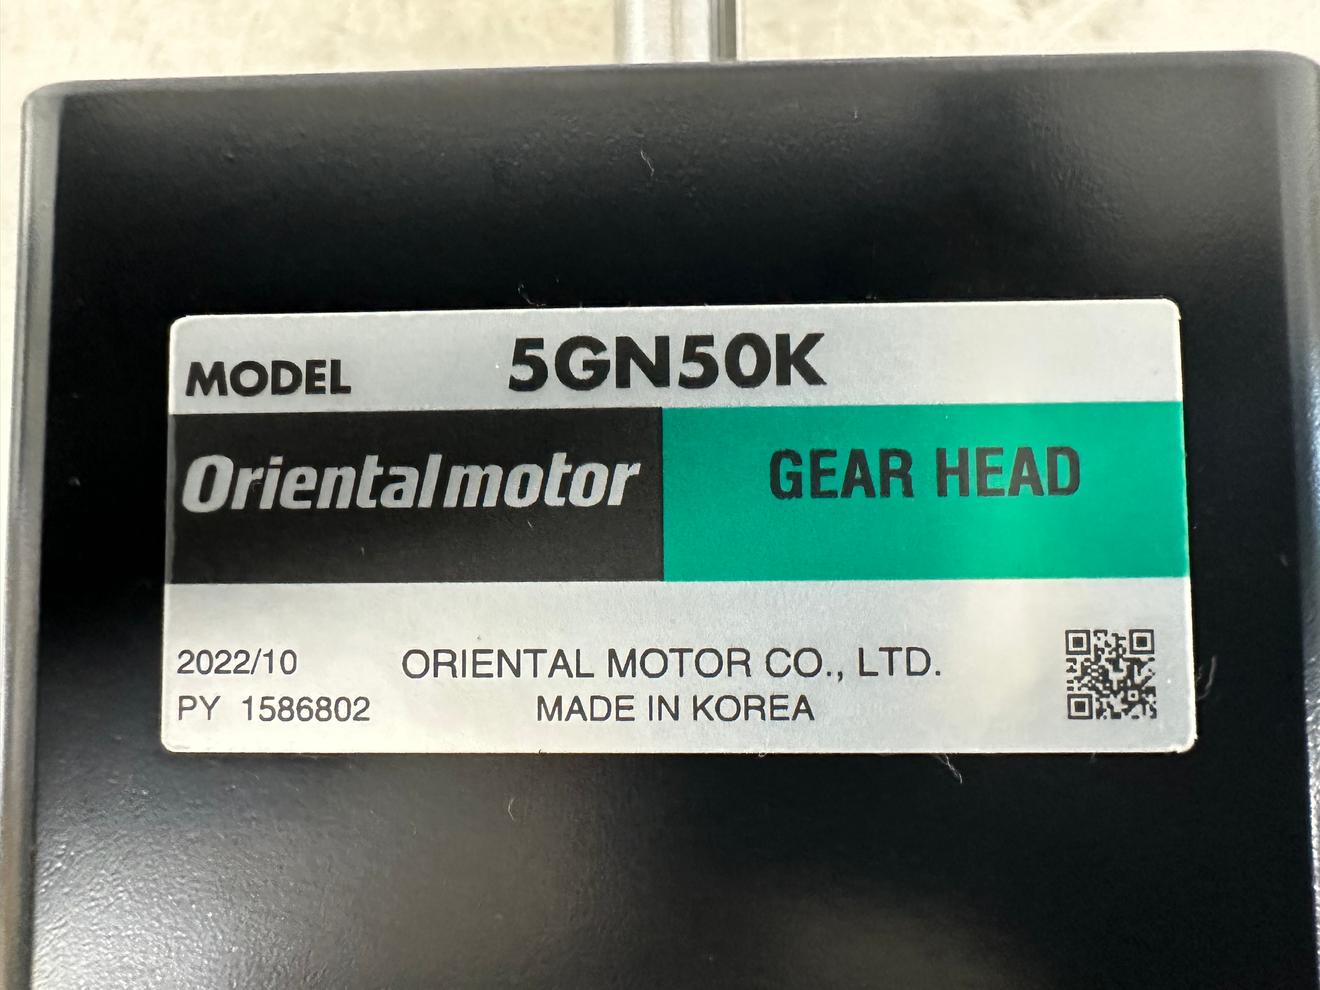 MODEL 5GN50K
Orientalmotor GEAR HEAD
2022/10 ORIENTAL MOTOR CO., LTD.
PY 1586802 MADE IN KOREA